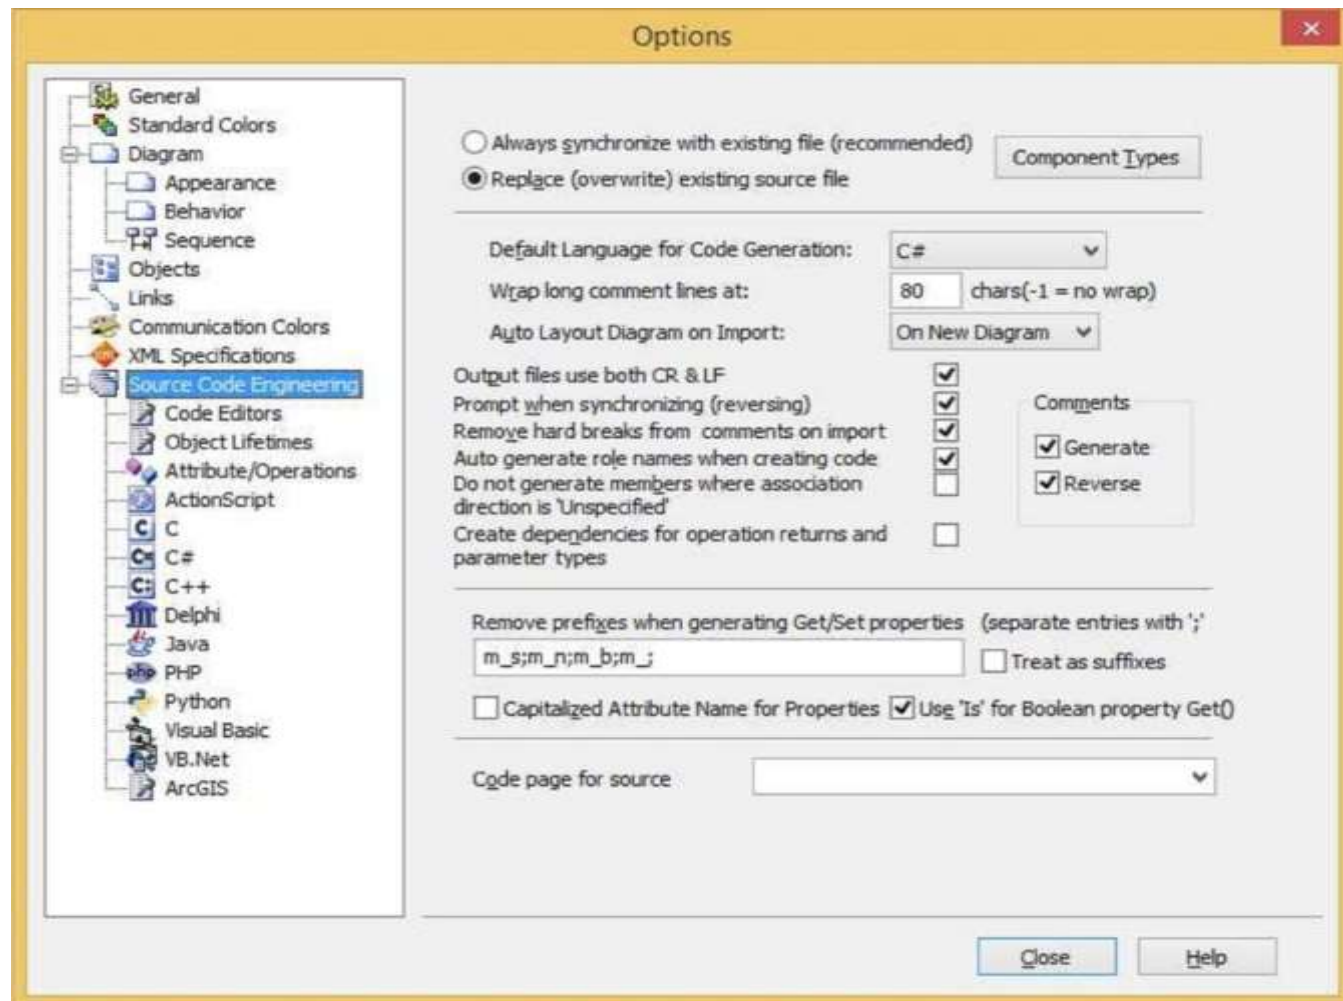 Options
General
Standard Colors
Diagram
Appearance
Behavior
Sequence
Objects
Links
Communication Colors
XML Specifications
Source Code Engineering
Code Editors
Object Lifetimes
Attribute/Operations
ActionScript
C
C#
C++
Delphi
Java
PHP
Python
Visual Basic
VB.Net
ArcGIS
Always synchronize with existing file (recommended)
Replace (overwrite) existing source file
Component Types
Default Language for Code Generation: C#
Wrap long comment lines at: 80 chars(-1 = no wrap)
Auto Layout Diagram on Import: On New Diagram
Output files use both CR & LF
Prompt when synchronizing (reversing)
Remove hard breaks from comments on import
Auto generate role names when creating code
Do not generate members where association
direction is 'Unspecified'
Create dependencies for operation returns and
parameter types
Comments
Generate
Reverse
Remove prefixes when generating Get/Set properties (separate entries with ';'
m_s;m_n;m_b;m_;
Treat as suffixes
Capitalized Attribute Name for Properties Use 'Is' for Boolean property Get()
Code page for source
Close Help